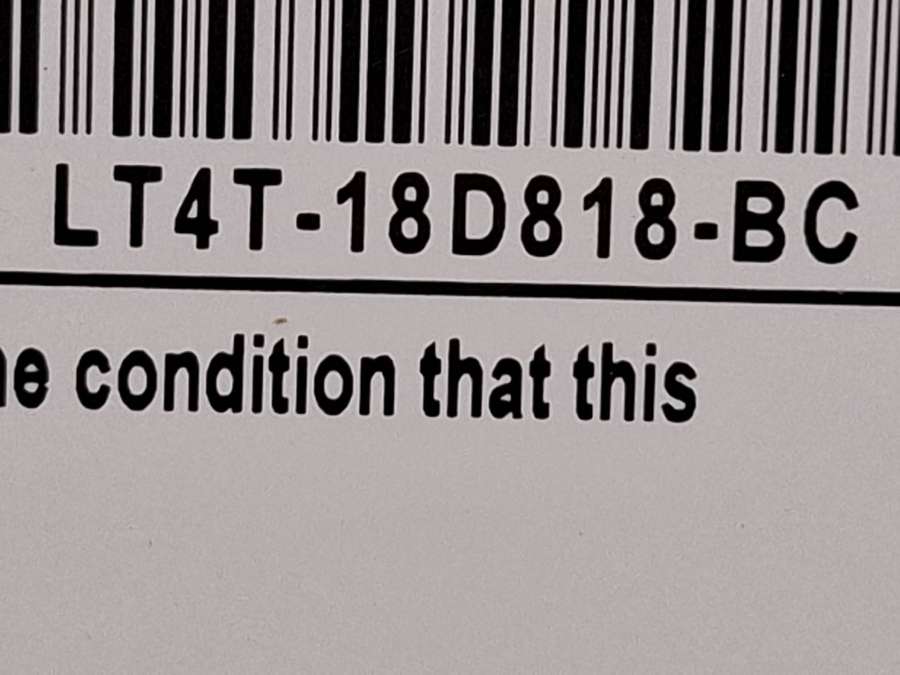 LT4T-18D818-BC
e condition that this